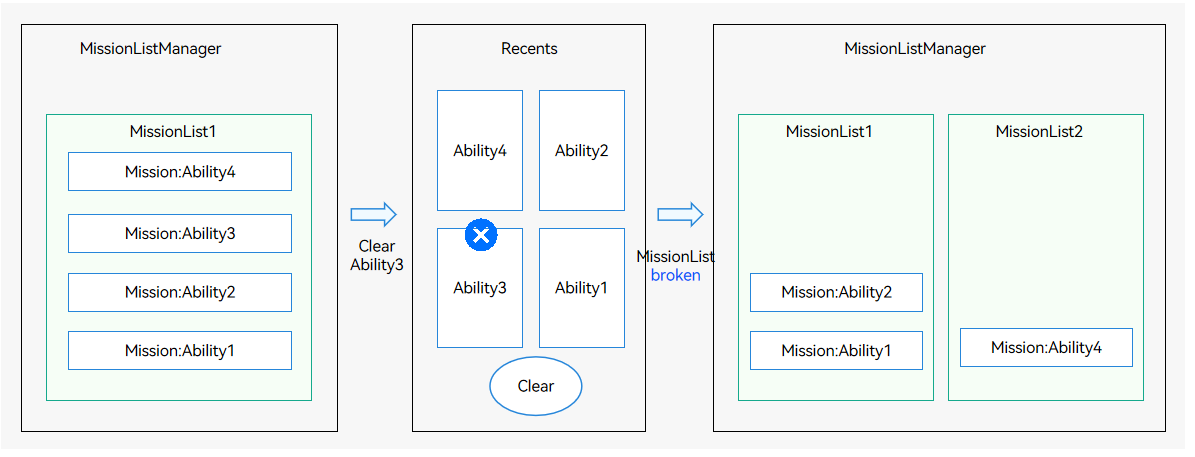 MissionListManager
MissionList1
Mission:Ability4
Mission:Ability3
Mission:Ability2
Mission:Ability1
Clear
Ability3
Recents
Ability4
Ability2
Ability3
Ability1
Clear
MissionList
broken
MissionListManager
MissionList1
Mission:Ability2
Mission:Ability1
MissionList2
Mission:Ability4